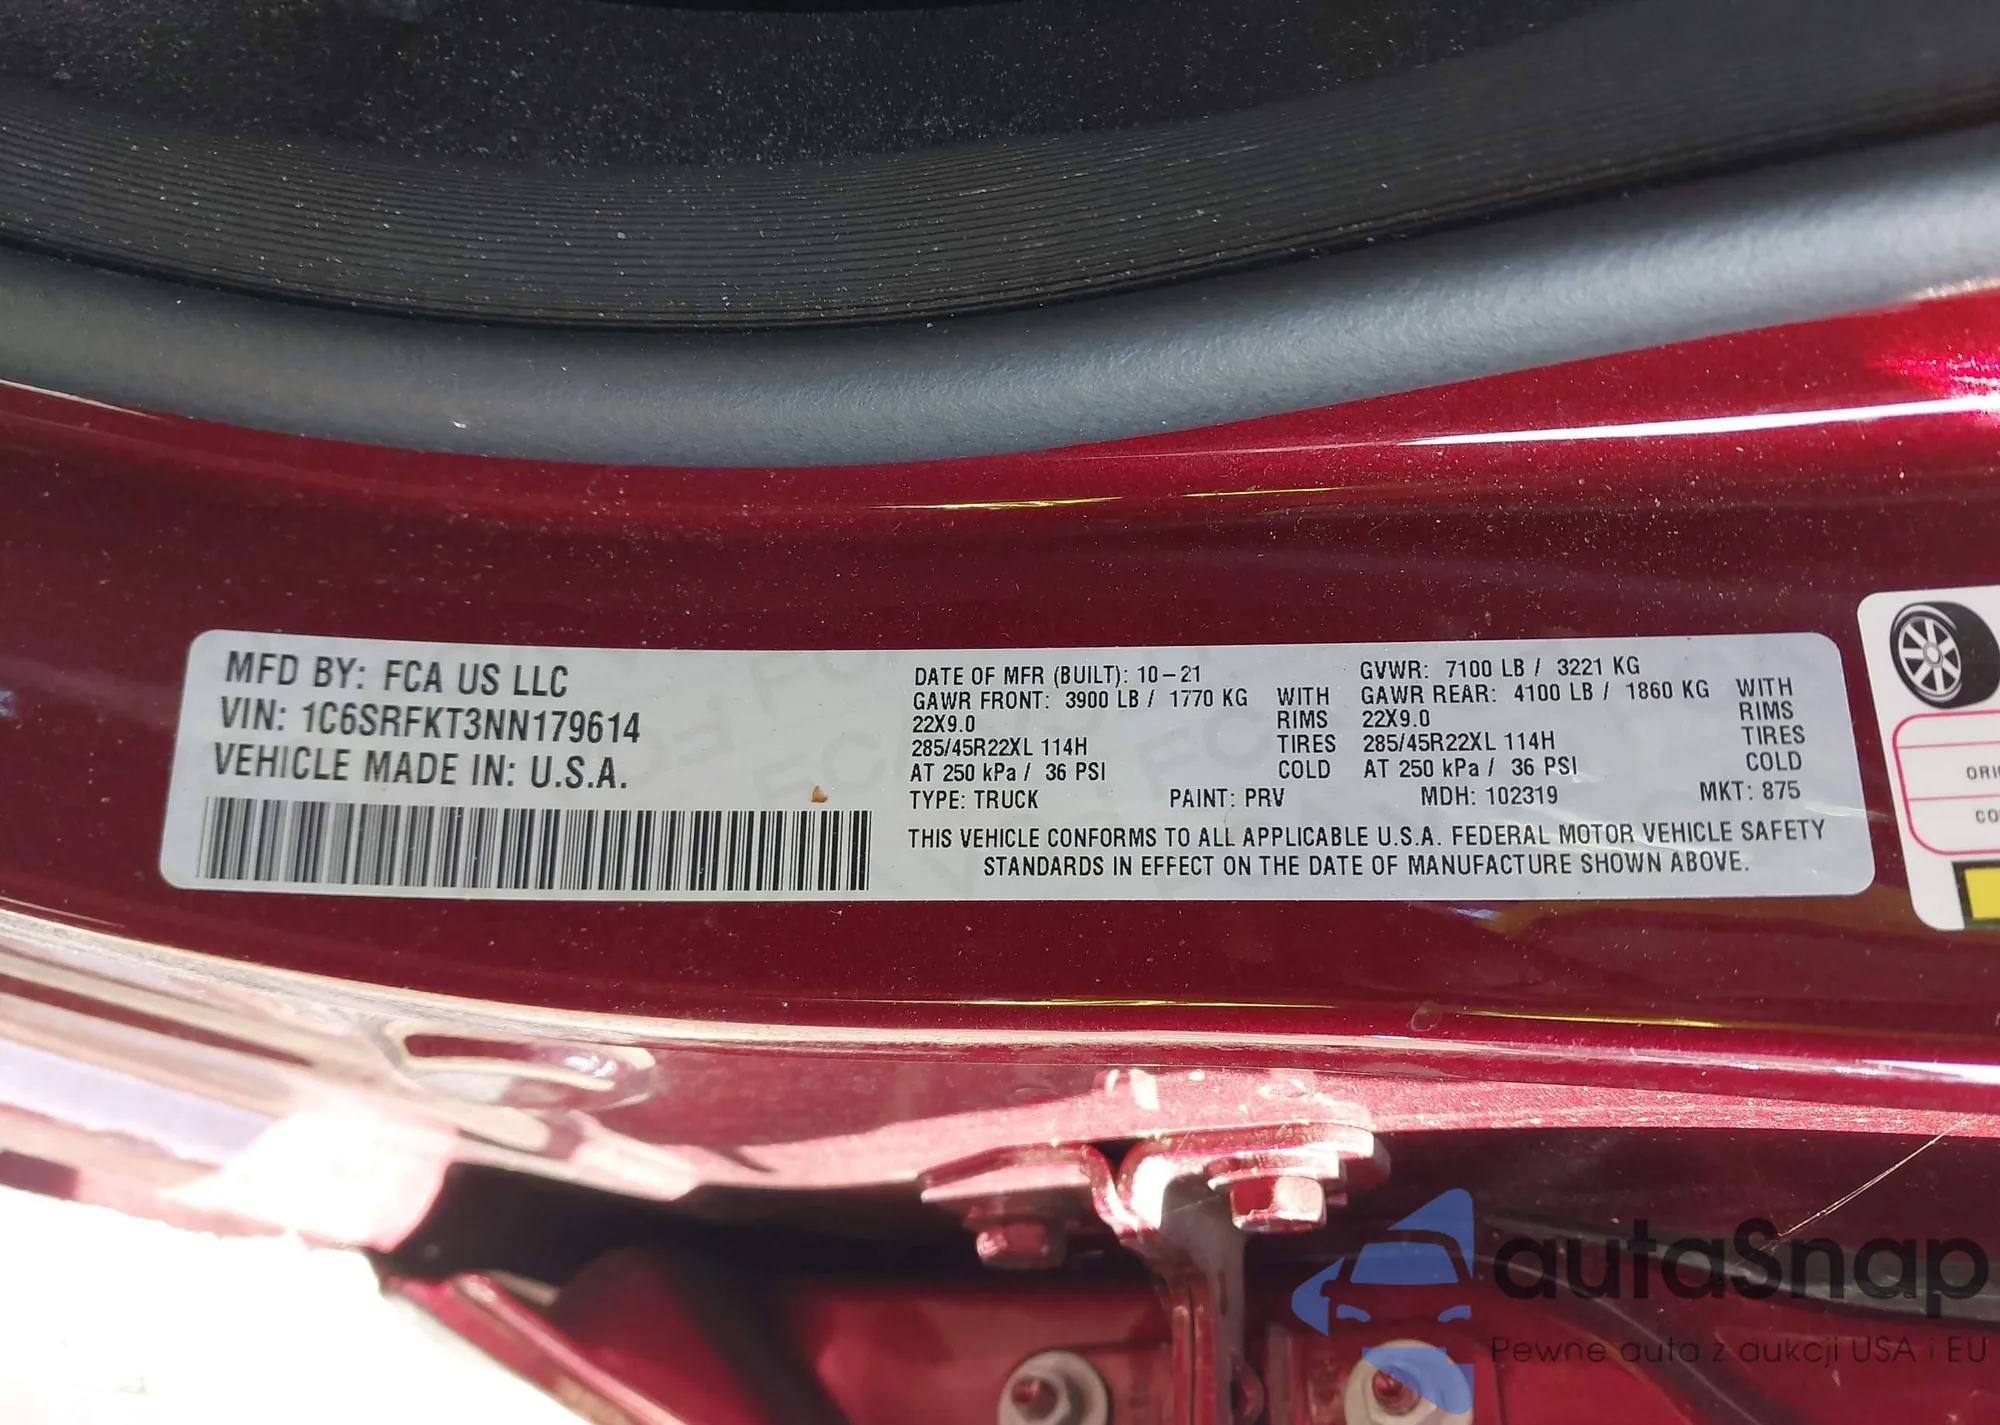 MFD BY: FCA US LLC
VIN: 1C6SRFKT3NN179614
VEHICLE MADE IN: U.S.A.
DATE OF MFR (BUILT): 10-21 GVWR: 7100 LB / 3221 KG
GAWR FRONT: 3900 LB / 1770 KG WITH GAWR REAR: 4100 LB / 1860 KG WITH
22X9.0 RIMS 22X9.0 RIMS
285/45R22XL 114H TIRES 285/45R22XL 114H TIRES
AT 250 kPa / 36 PSI COLD AT 250 kPa / 36 PSI COLD
TYPE: TRUCK PAINT: PRV MDH: 102319 MKT: 875
THIS VEHICLE CONFORMS TO ALL APPLICABLE U.S.A. FEDERAL MOTOR VEHICLE SAFETY
STANDARDS IN EFFECT ON THE DATE OF MANUFACTURE SHOWN ABOVE.
autaSnap
Pewne auta z aukcji USA i EU